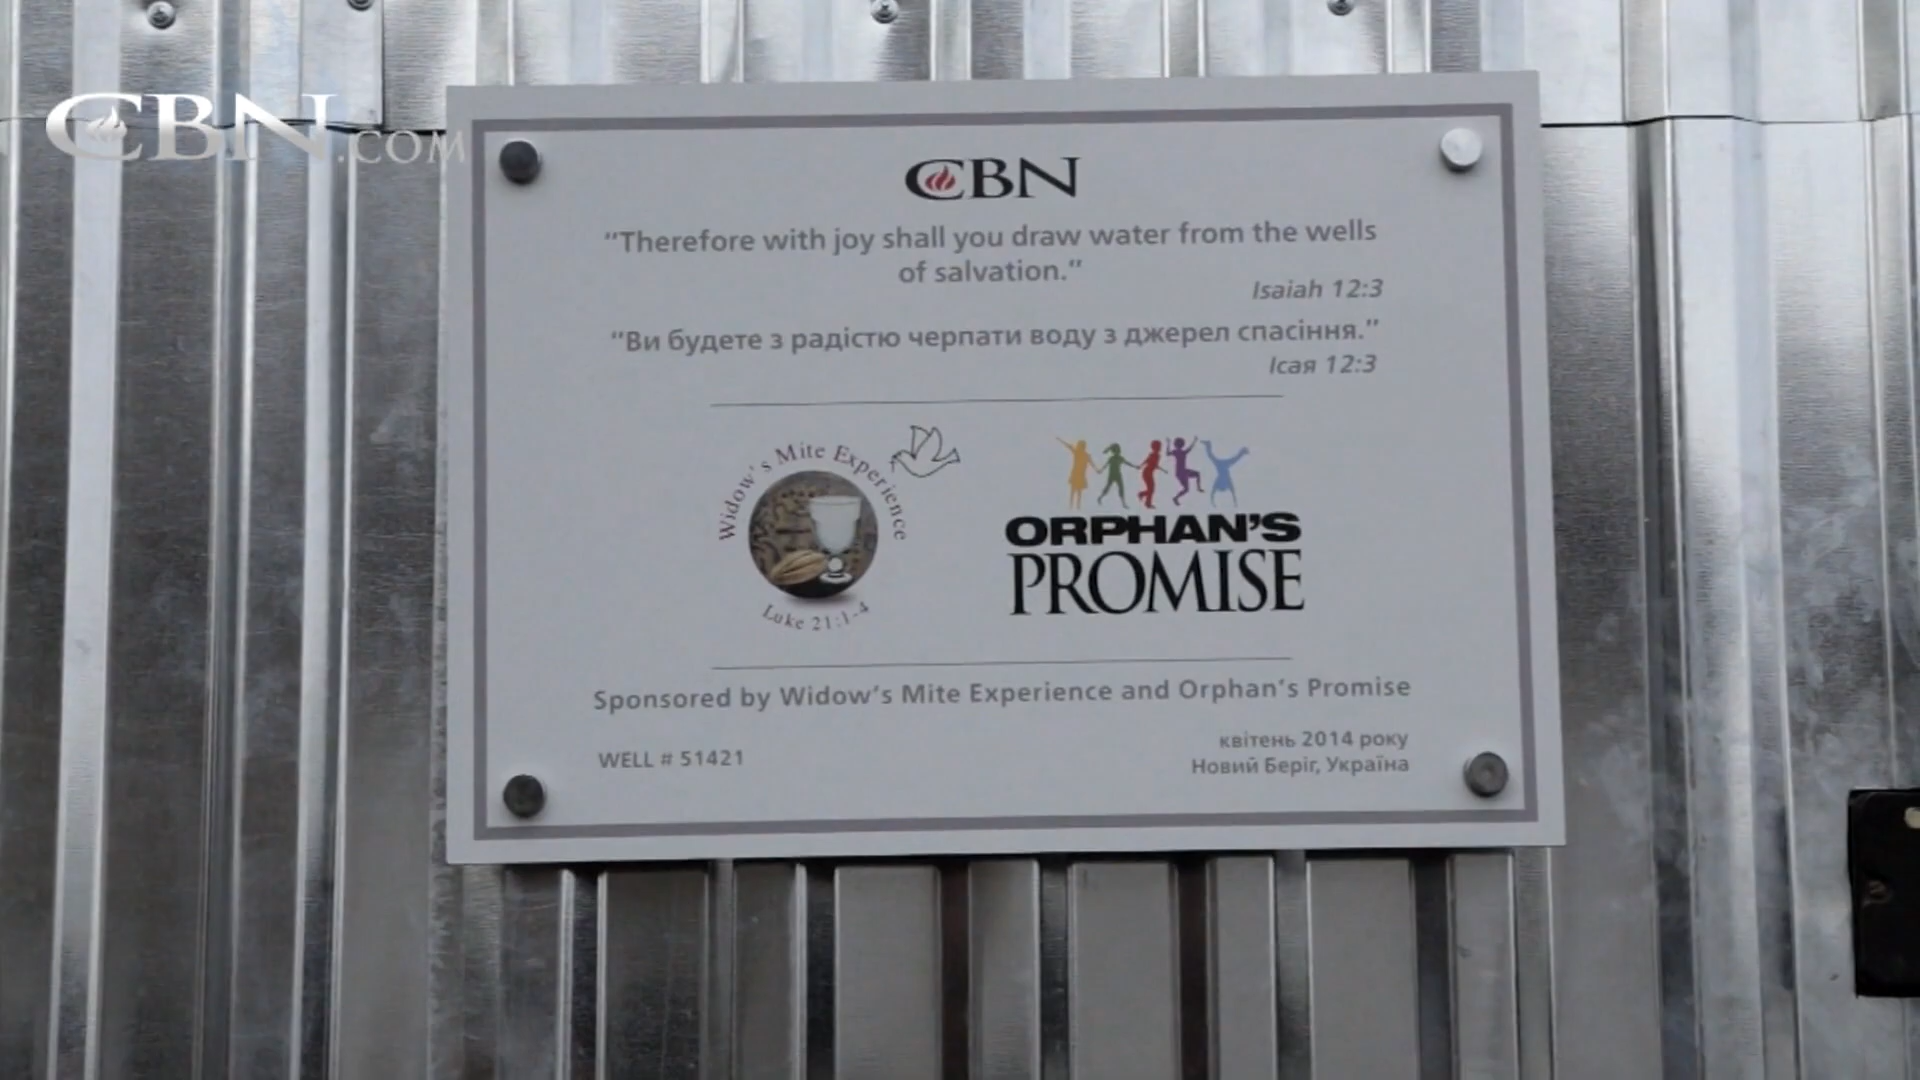 CBN.COM
CBN
“Therefore with joy shall you draw water from the wells
of salvation.”
Isaiah 12:3
“Ви будете з радістю черпати воду з джерел спасіння.”
Ісая 12:3
Widow's Mite Experience
Luke 21:1-4
ORPHAN'S
PROMISE
Sponsored by Widow's Mite Experience and Orphan's Promise
WELL # 51421
квітень 2014 року
Новий Беріг, Україна